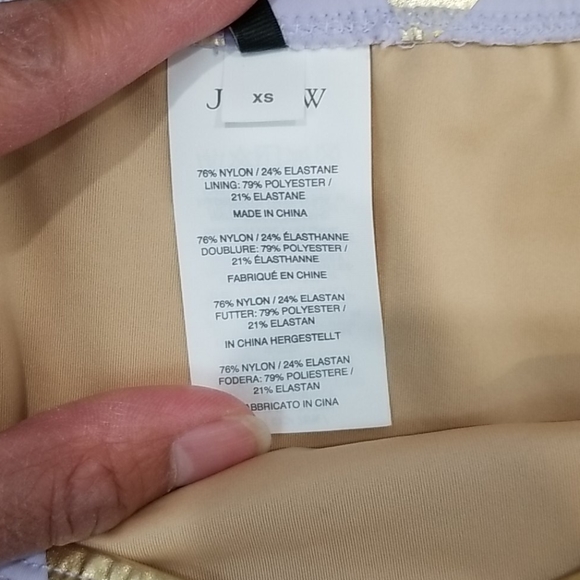 J W
XS
76% NYLON / 24% ELASTANE
LINING: 79% POLYESTER /
21% ELASTANE
MADE IN CHINA
76% NYLON / 24% ÉLASTHANNE
DOUBLURE: 79% POLYESTER /
21% ÉLASTHANNE
FABRIQUÉ EN CHINE
76% NYLON / 24% ELASTAN
FUTTER: 79% POLYESTER /
21% ELASTAN
IN CHINA HERGESTELLT
76% NYLON / 24% ELASTAN
FODERA: 79% POLIESTERE /
21% ELASTAN
ABBRICATO IN CINA